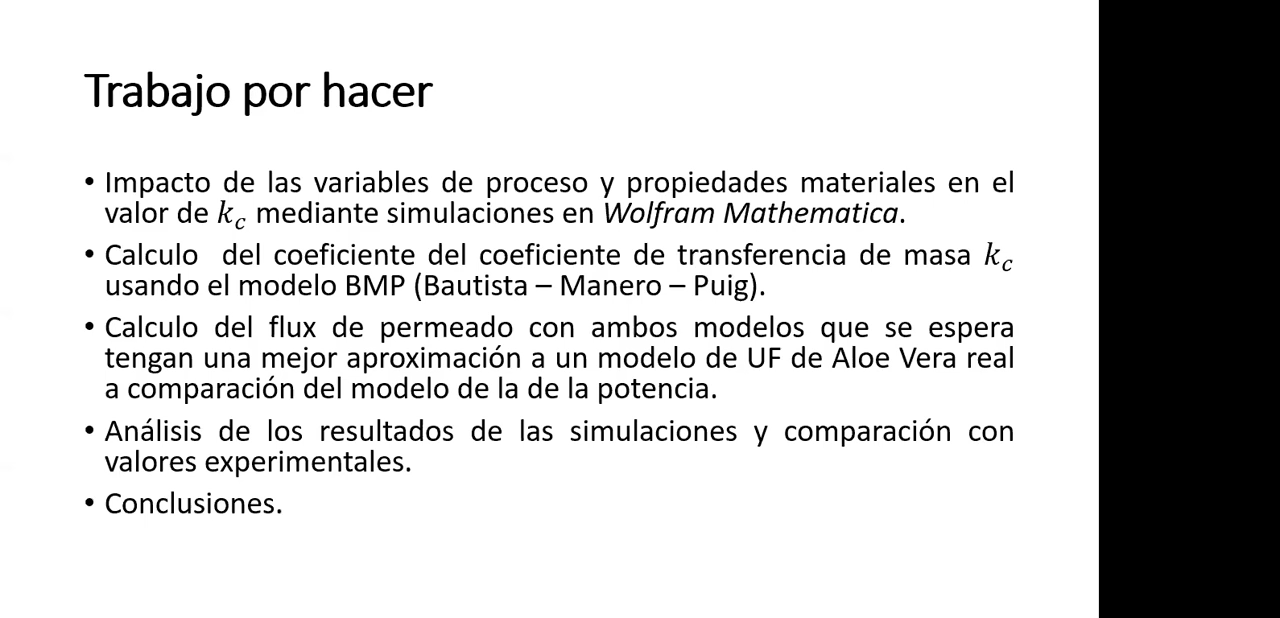 Trabajo por hacer
• Impacto de las variables de proceso y propiedades materiales en el
valor de k_c mediante simulaciones en Wolfram Mathematica.
• Calculo del coeficiente del coeficiente de transferencia de masa k_c
usando el modelo BMP (Bautista – Manero – Puig).
• Calculo del flux de permeado con ambos modelos que se espera
tengan una mejor aproximación a un modelo de UF de Aloe Vera real
a comparación del modelo de la de la potencia.
• Análisis de los resultados de las simulaciones y comparación con
valores experimentales.
• Conclusiones.